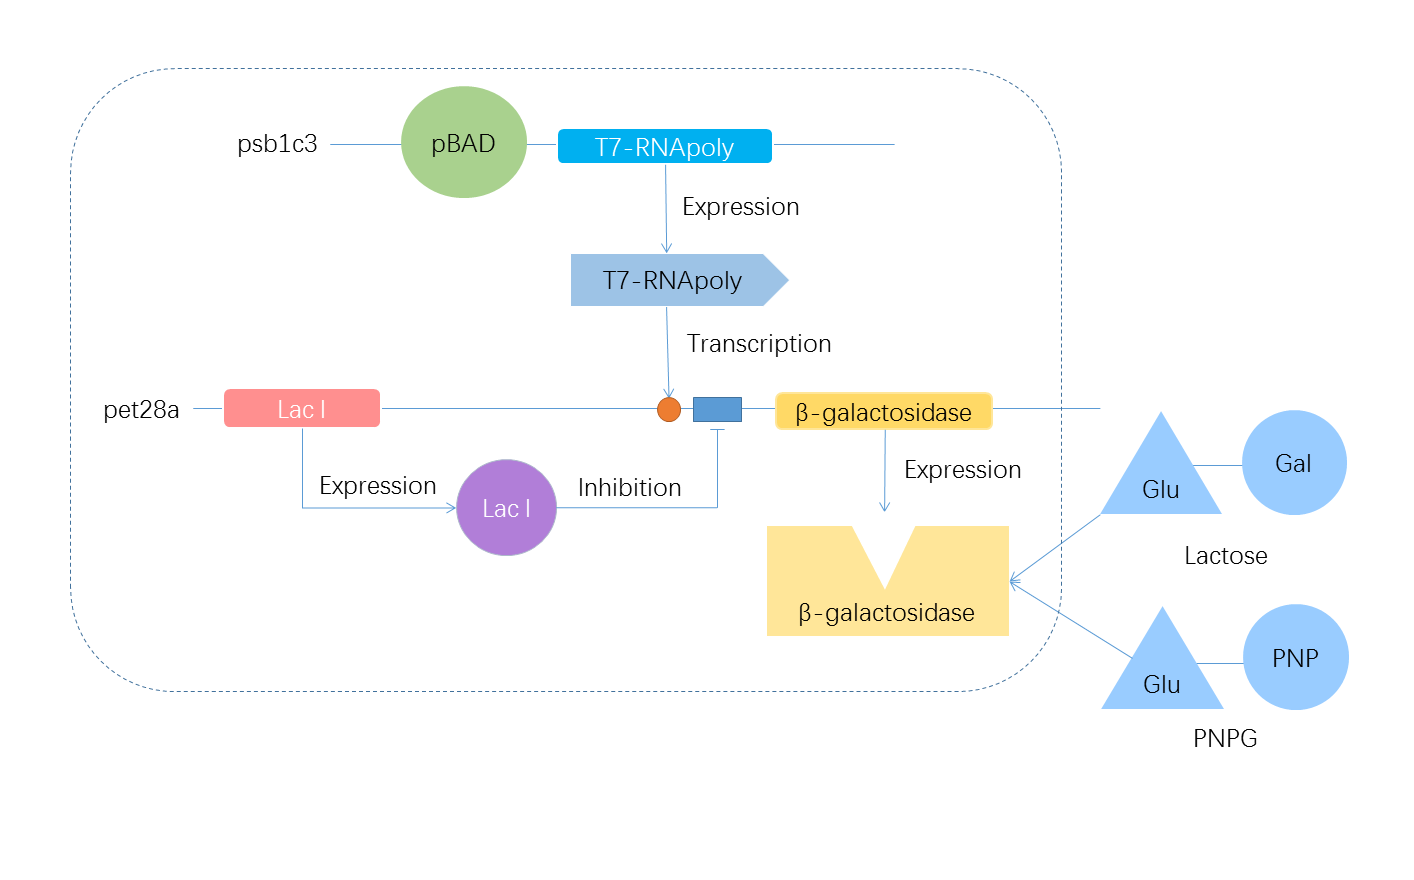 psb1c3
pBAD
T7-RNApoly
Expression
T7-RNApoly
Transcription
pet28a
Lac I
β-galactosidase
Expression
Lac I
Inhibition
Expression
β-galactosidase
Glu
Gal
Lactose
Glu
PNP
PNPG